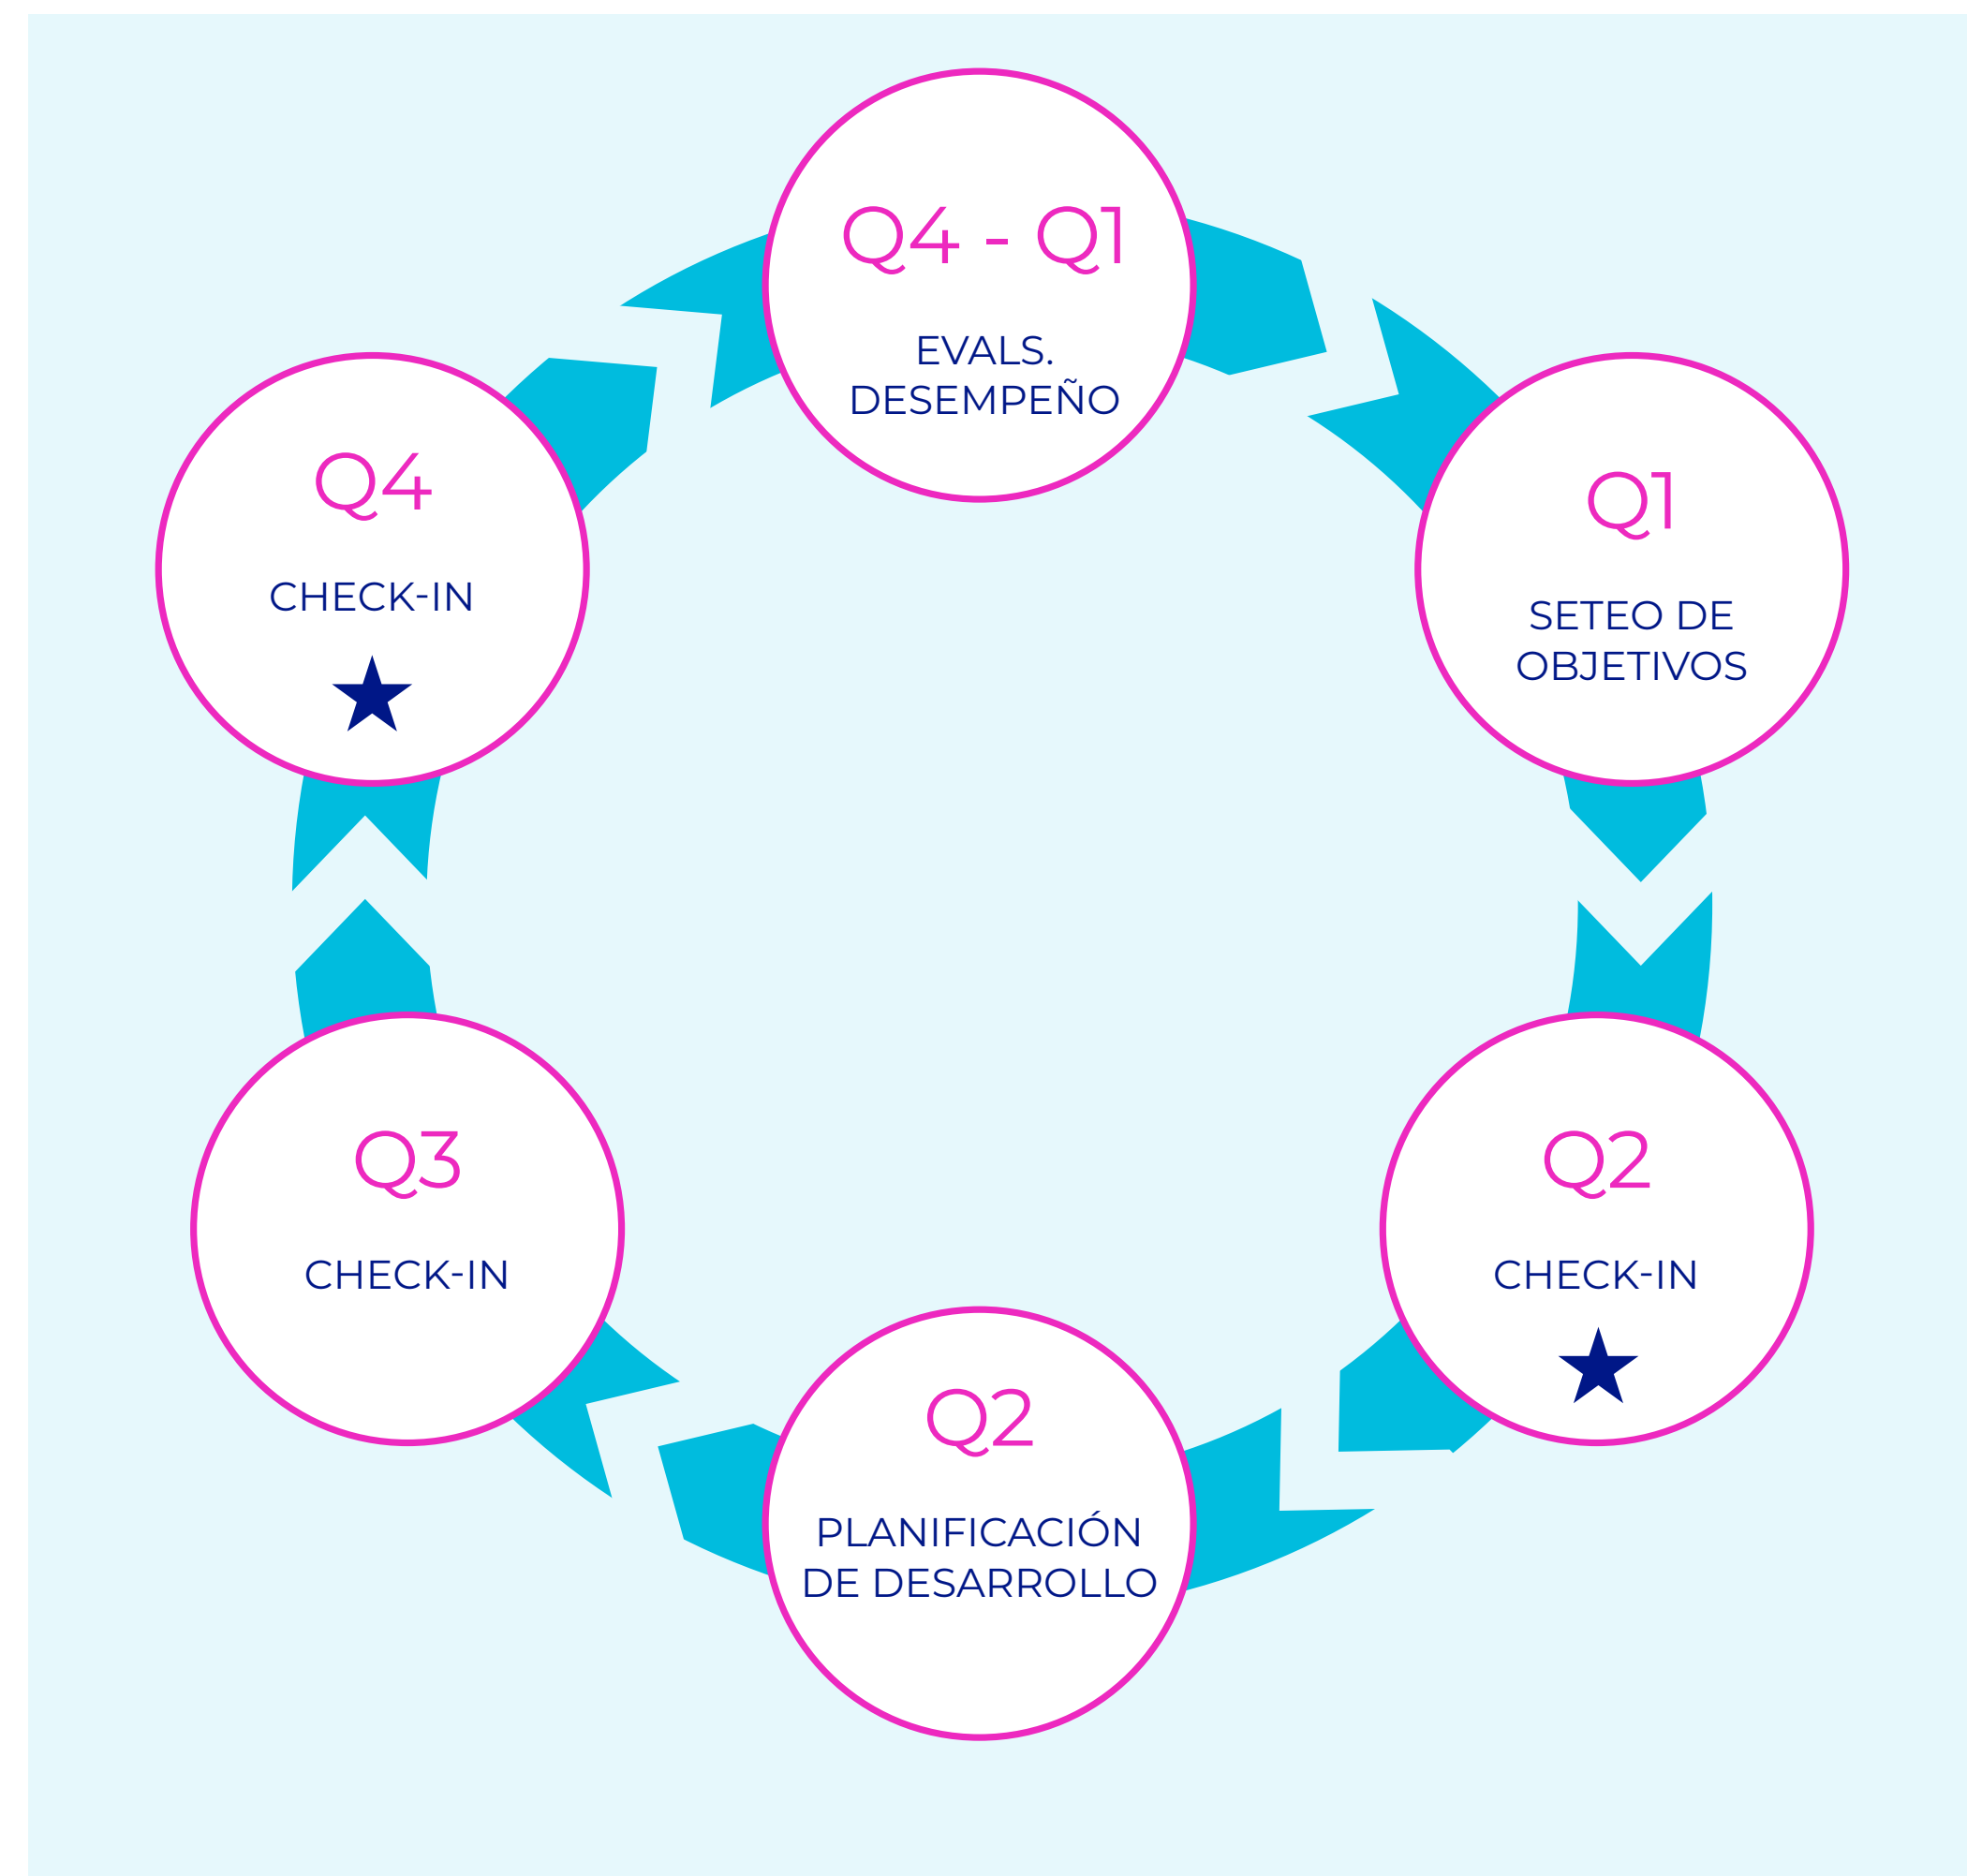 Q4 - Q1
EVALS.
DESEMPEÑO
Q1
SETEO DE
OBJETIVOS
Q2
CHECK-IN
Q2
PLANIFICACIÓN
DE DESARROLLO
Q3
CHECK-IN
Q4
CHECK-IN